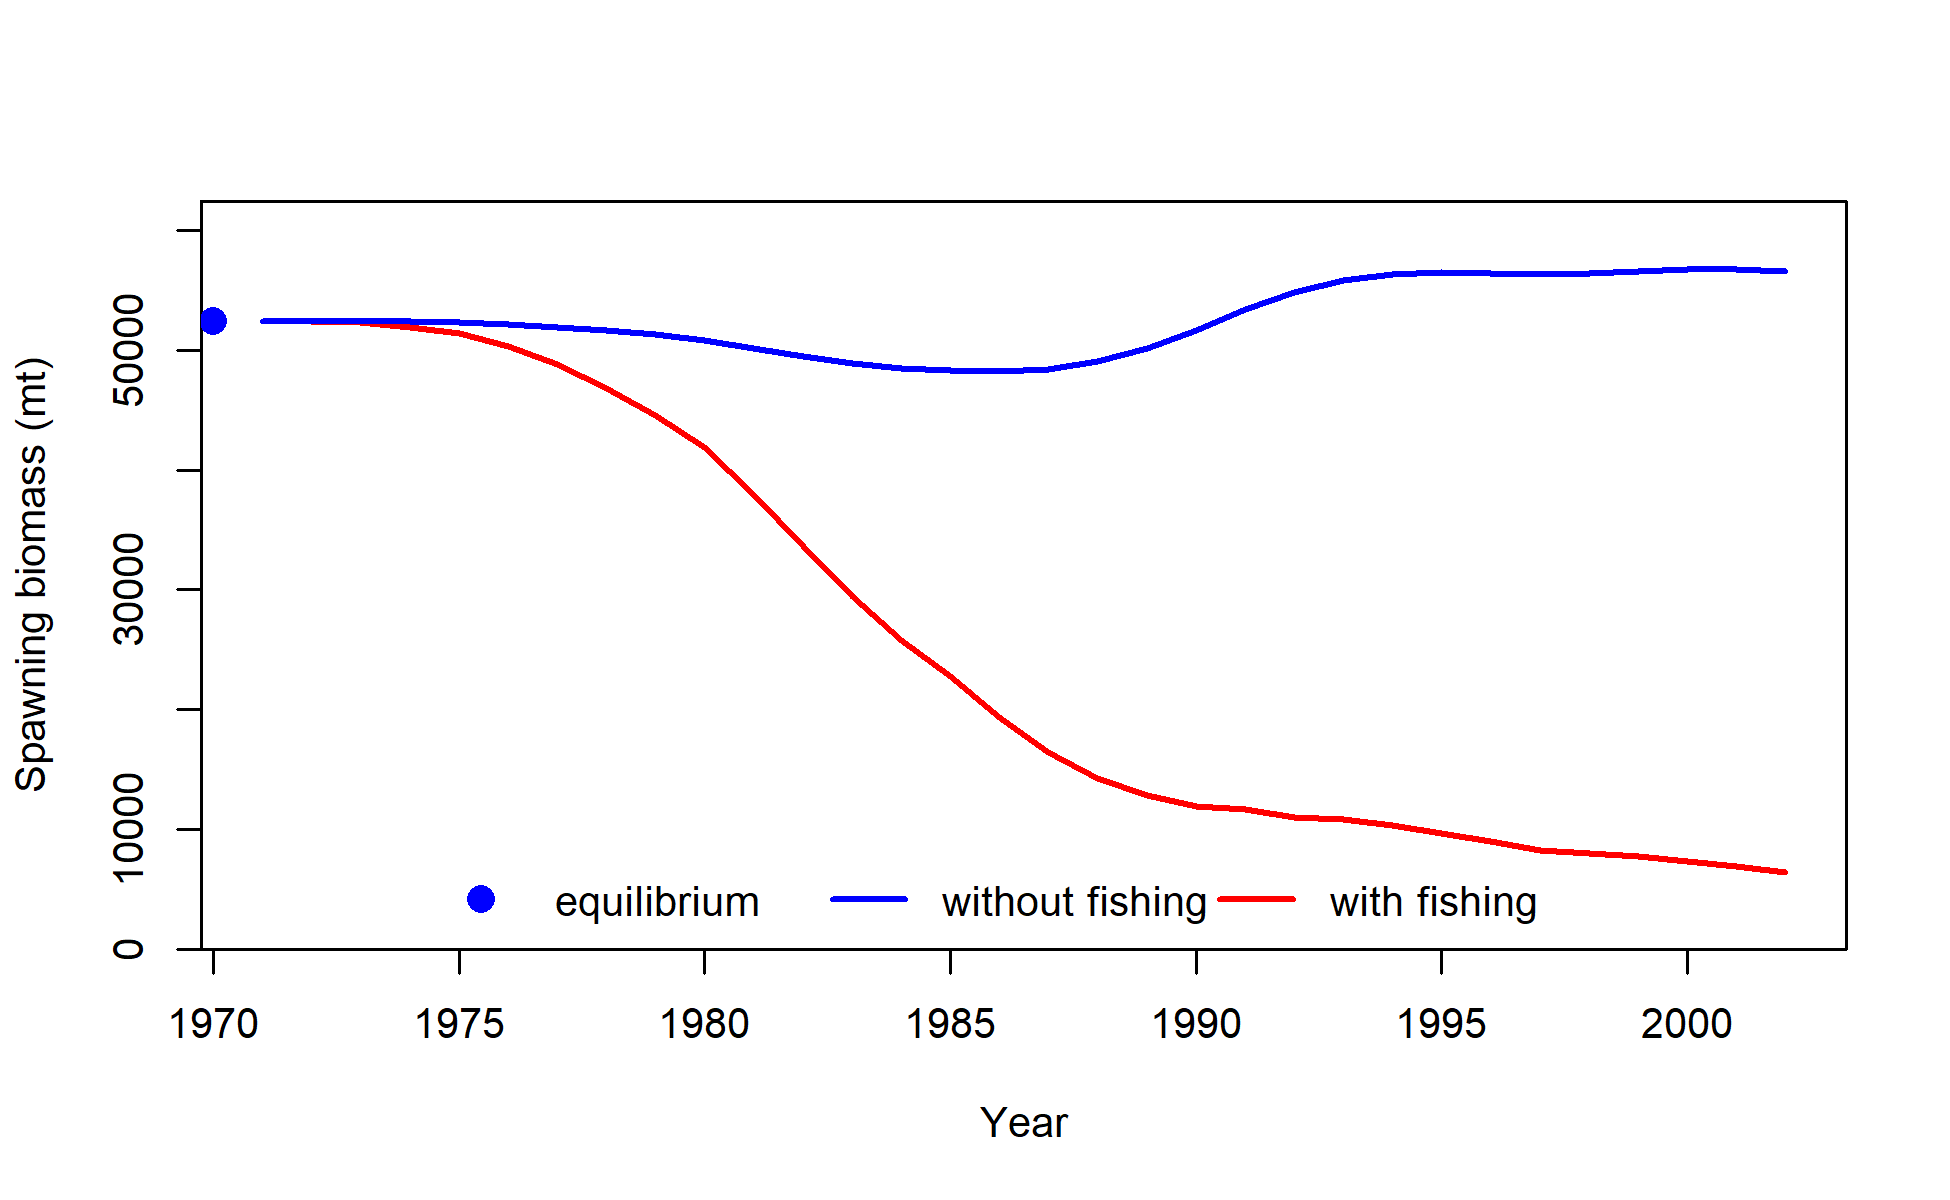 Spawning biomass (mt)
50000
30000
10000
0
equilibrium without fishing with fishing
1970 1975 1980 1985 1990 1995 2000
Year